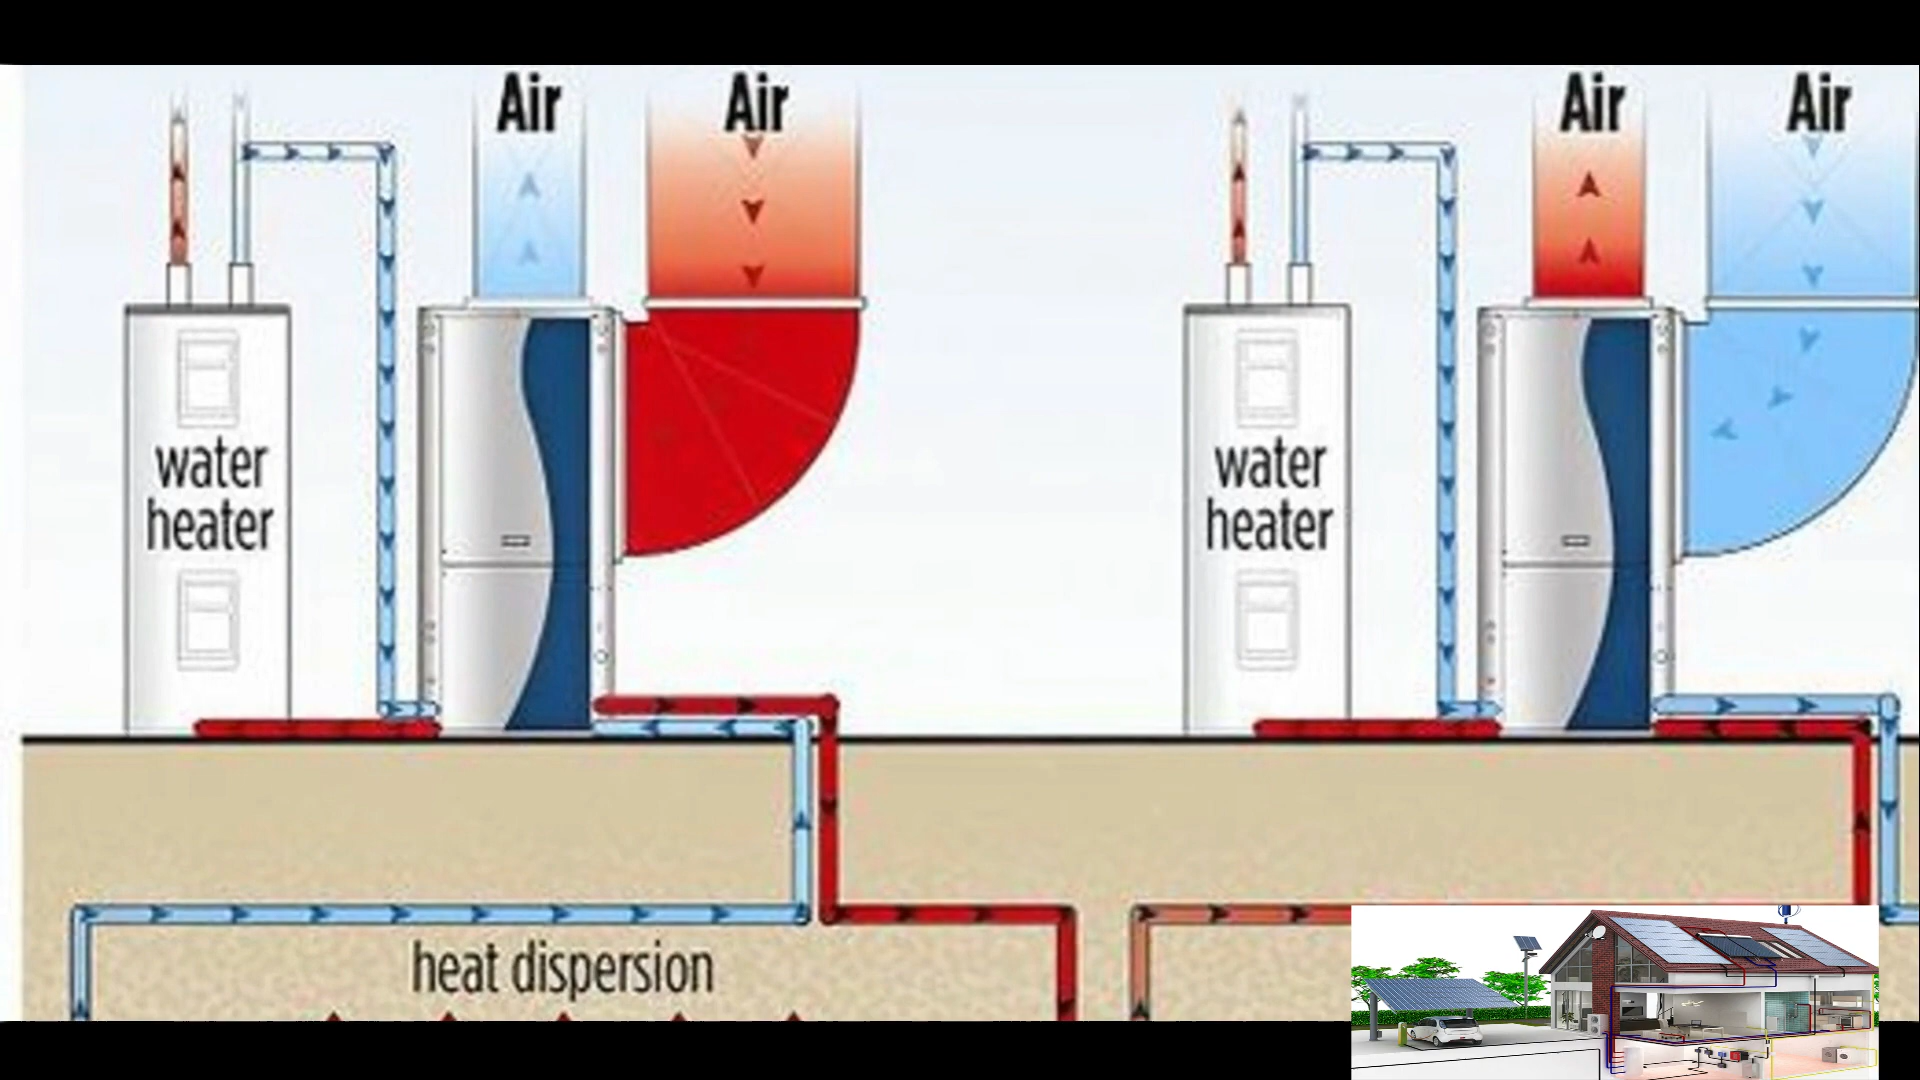 Air
Air
Air
Air
water
heater
water
heater
heat dispersion